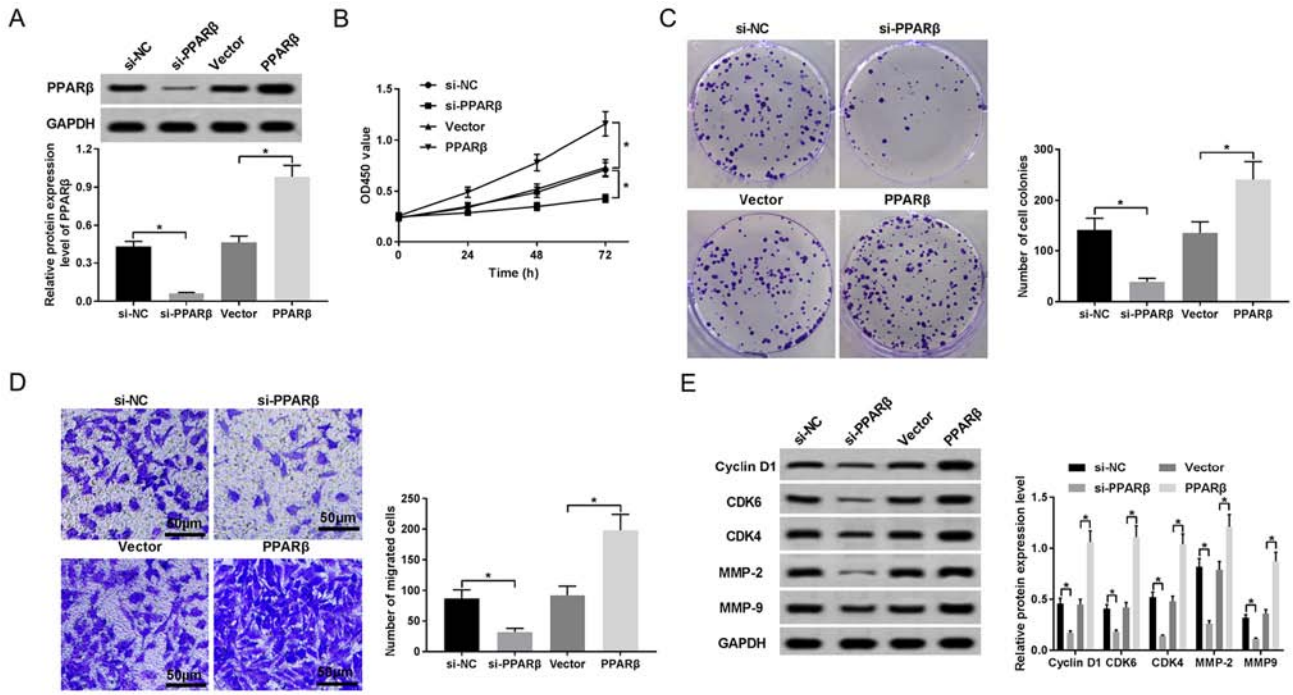 A
si-NC si-PPARβ Vector PPARβ
PPARβ
GAPDH
Relative protein expression
level of PPARβ
1.2
0.9
0.6
0.3
0.0
*
*
si-NC si-PPARβ Vector PPARβ
B
si-NC
si-PPARβ
Vector
PPARβ
OD450 value
1.5
1.0
0.5
0.0
*
*
0 24 48 72
Time (h)
C
si-NC si-PPARβ
Vector PPARβ
Number of cell colonies
300
200
100
0
*
*
si-NC si-PPARβ Vector PPARβ
D
si-NC si-PPARβ
50μm 50μm
Vector PPARβ
50μm 50μm
Number of migrated cells
250
200
150
100
50
0
*
*
si-NC si-PPARβ Vector PPARβ
E
si-NC si-PPARβ Vector PPARβ
Cyclin D1
CDK6
CDK4
MMP-2
MMP-9
GAPDH
si-NC Vector
si-PPARβ PPARβ
Relative protein expression level
1.5
1.0
0.5
0.0
* * * * * * * * * *
Cyclin D1 CDK6 CDK4 MMP-2 MMP9